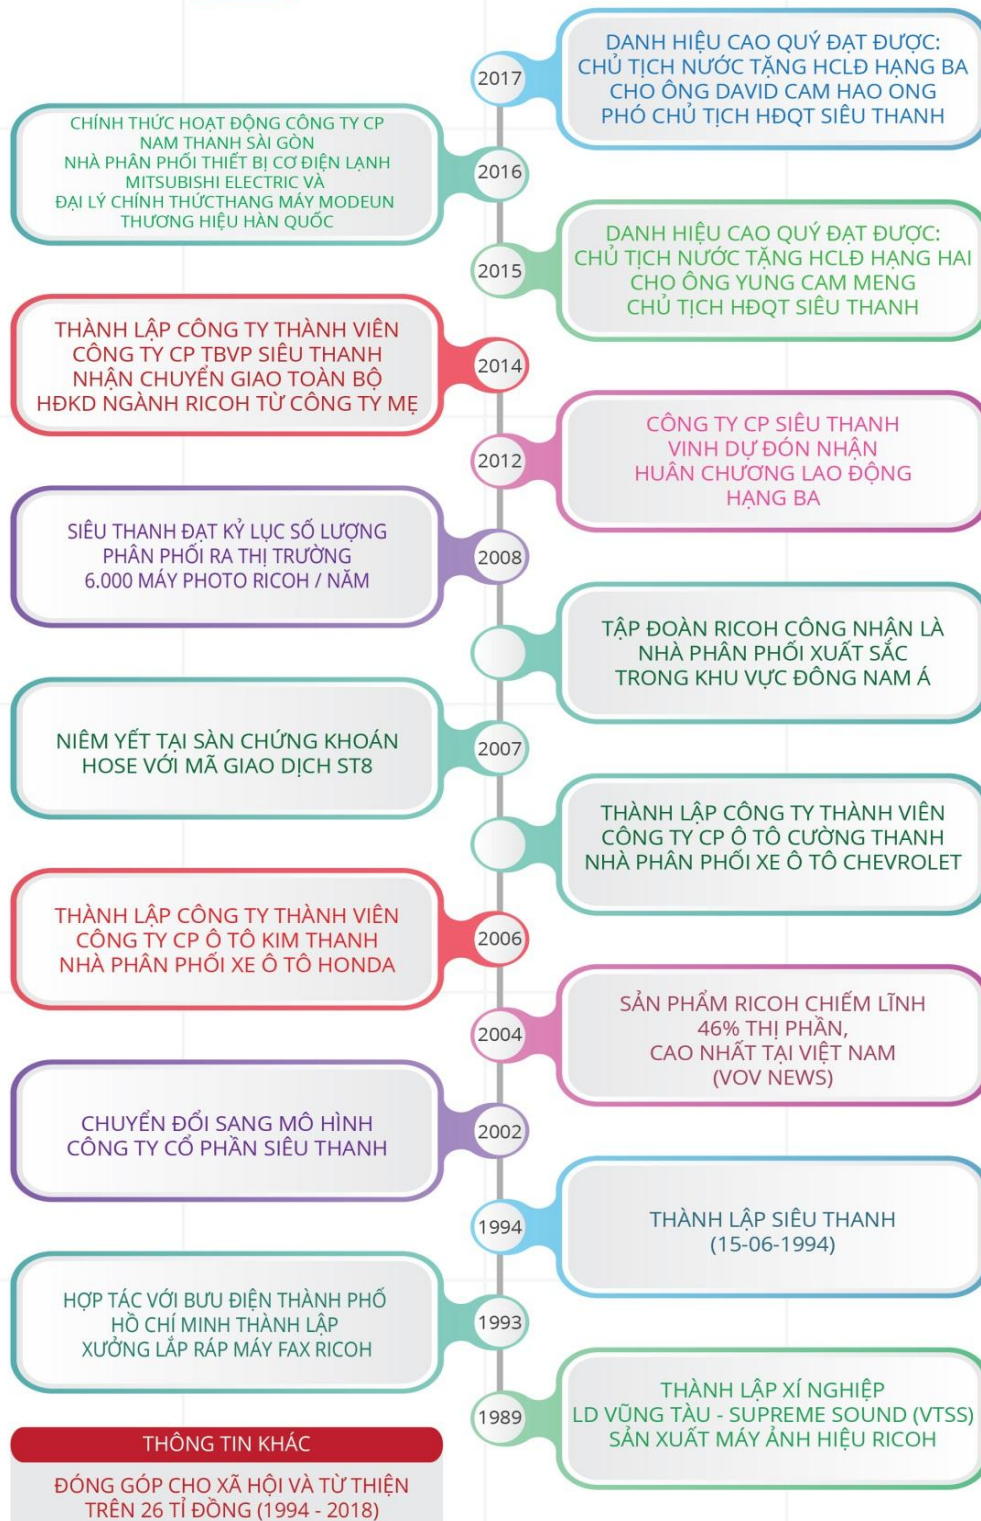 2017
DANH HIỆU CAO QUÝ ĐẠT ĐƯỢC:
CHỦ TỊCH NƯỚC TẶNG HCLĐ HẠNG BA
CHO ÔNG DAVID CAM HAO ONG
PHÓ CHỦ TỊCH HĐQT SIÊU THANH
CHÍNH THỨC HOẠT ĐỘNG CÔNG TY CP
NAM THANH SÀI GÒN
NHÀ PHÂN PHỐI THIẾT BỊ CƠ ĐIỆN LẠNH
MITSUBISHI ELECTRIC VÀ
ĐẠI LÝ CHÍNH THỨCTHANG MÁY MODEUN
THƯƠNG HIỆU HÀN QUỐC
2016
2015
DANH HIỆU CAO QUÝ ĐẠT ĐƯỢC:
CHỦ TỊCH NƯỚC TẶNG HCLĐ HẠNG HAI
CHO ÔNG YUNG CAM MENG
CHỦ TỊCH HĐQT SIÊU THANH
THÀNH LẬP CÔNG TY THÀNH VIÊN
CÔNG TY CP TBVP SIÊU THANH
NHẬN CHUYỂN GIAO TOÀN BỘ
HĐKD NGÀNH RICOH TỪ CÔNG TY MẸ
2014
2012
CÔNG TY CP SIÊU THANH
VINH DỰ ĐÓN NHẬN
HUÂN CHƯƠNG LAO ĐỘNG
HẠNG BA
SIÊU THANH ĐẠT KỶ LỤC SỐ LƯỢNG
PHÂN PHỐI RA THỊ TRƯỜNG
6.000 MÁY PHOTO RICOH / NĂM
2008
TẬP ĐOÀN RICOH CÔNG NHẬN LÀ
NHÀ PHÂN PHỐI XUẤT SẮC
TRONG KHU VỰC ĐÔNG NAM Á
NIÊM YẾT TẠI SÀN CHỨNG KHOÁN
HOSE VỚI MÃ GIAO DỊCH ST8
2007
THÀNH LẬP CÔNG TY THÀNH VIÊN
CÔNG TY CP Ô TÔ CƯỜNG THANH
NHÀ PHÂN PHỐI XE Ô TÔ CHEVROLET
THÀNH LẬP CÔNG TY THÀNH VIÊN
CÔNG TY CP Ô TÔ KIM THANH
NHÀ PHÂN PHỐI XE Ô TÔ HONDA
2006
2004
SẢN PHẨM RICOH CHIẾM LĨNH
46% THỊ PHẦN,
CAO NHẤT TẠI VIỆT NAM
(VOV NEWS)
CHUYỂN ĐỔI SANG MÔ HÌNH
CÔNG TY CỔ PHẦN SIÊU THANH
2002
1994
THÀNH LẬP SIÊU THANH
(15-06-1994)
HỢP TÁC VỚI BƯU ĐIỆN THÀNH PHỐ
HỒ CHÍ MINH THÀNH LẬP
XƯỞNG LẮP RÁP MÁY FAX RICOH
1993
1989
THÀNH LẬP XÍ NGHIỆP
LD VŨNG TÀU - SUPREME SOUND (VTSS)
SẢN XUẤT MÁY ẢNH HIỆU RICOH
THÔNG TIN KHÁC
ĐÓNG GÓP CHO XÃ HỘI VÀ TỪ THIỆN
TRÊN 26 TỈ ĐỒNG (1994 - 2018)